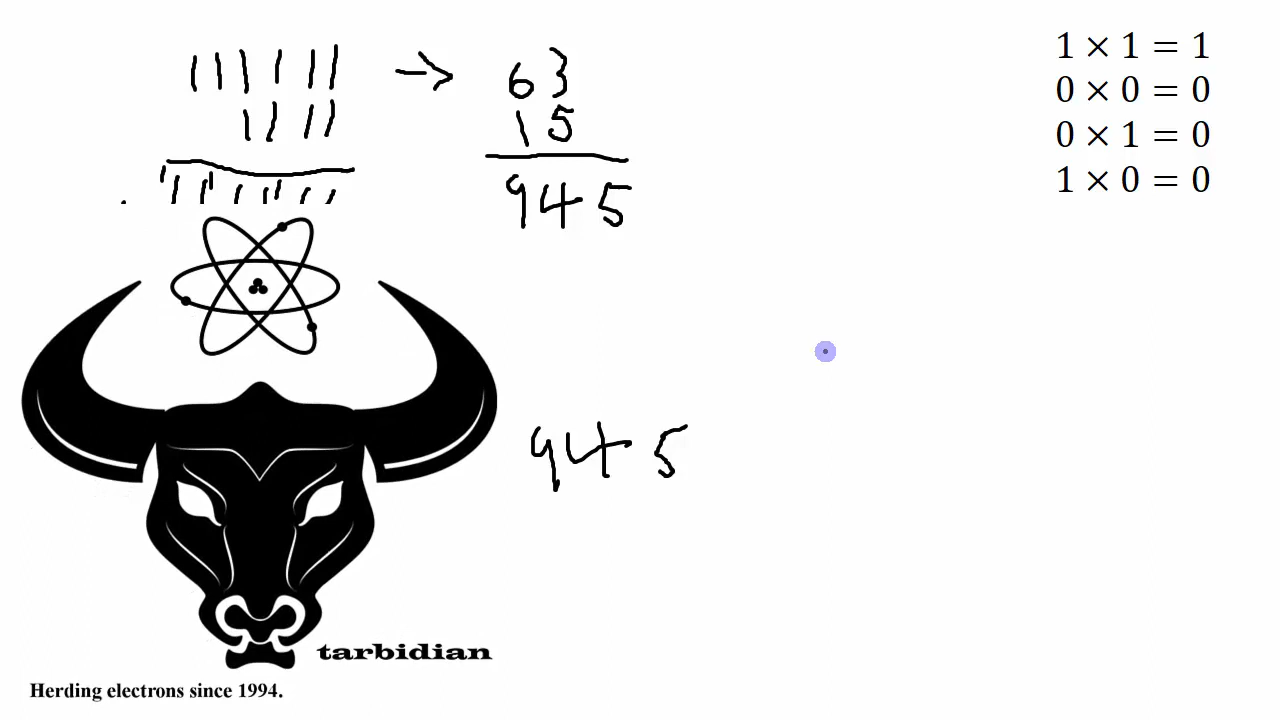 111111 → 63
1111 15
945
1 × 1 = 1
0 × 0 = 0
0 × 1 = 0
1 × 0 = 0
945
tarbidian
Herding electrons since 1994.